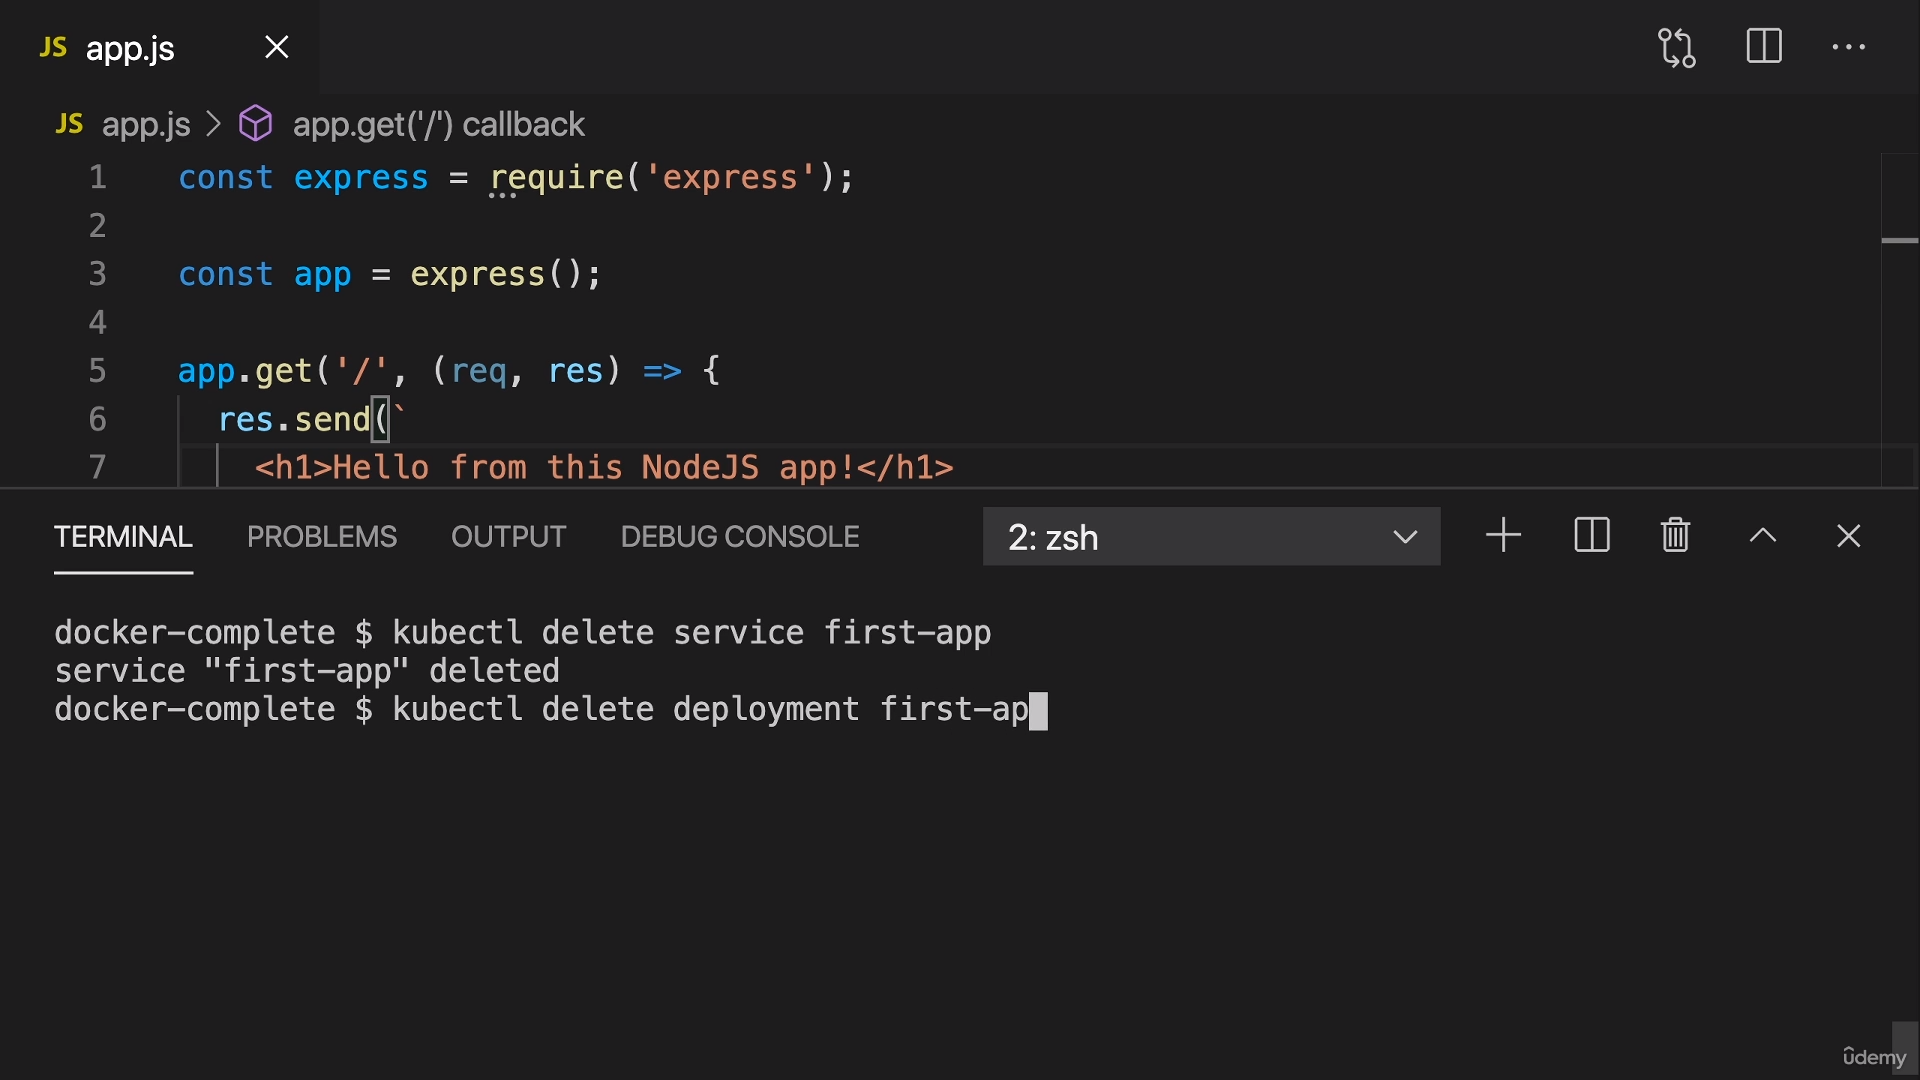 JS app.js
JS app.js > app.get('/') callback
1 const express = require('express');
2
3 const app = express();
4
5 app.get('/', (req, res) => {
6 res.send(`
7 <h1>Hello from this NodeJS app!</h1>
TERMINAL PROBLEMS OUTPUT DEBUG CONSOLE 2: zsh
docker-complete $ kubectl delete service first-app
service "first-app" deleted
docker-complete $ kubectl delete deployment first-ap
ûdemy